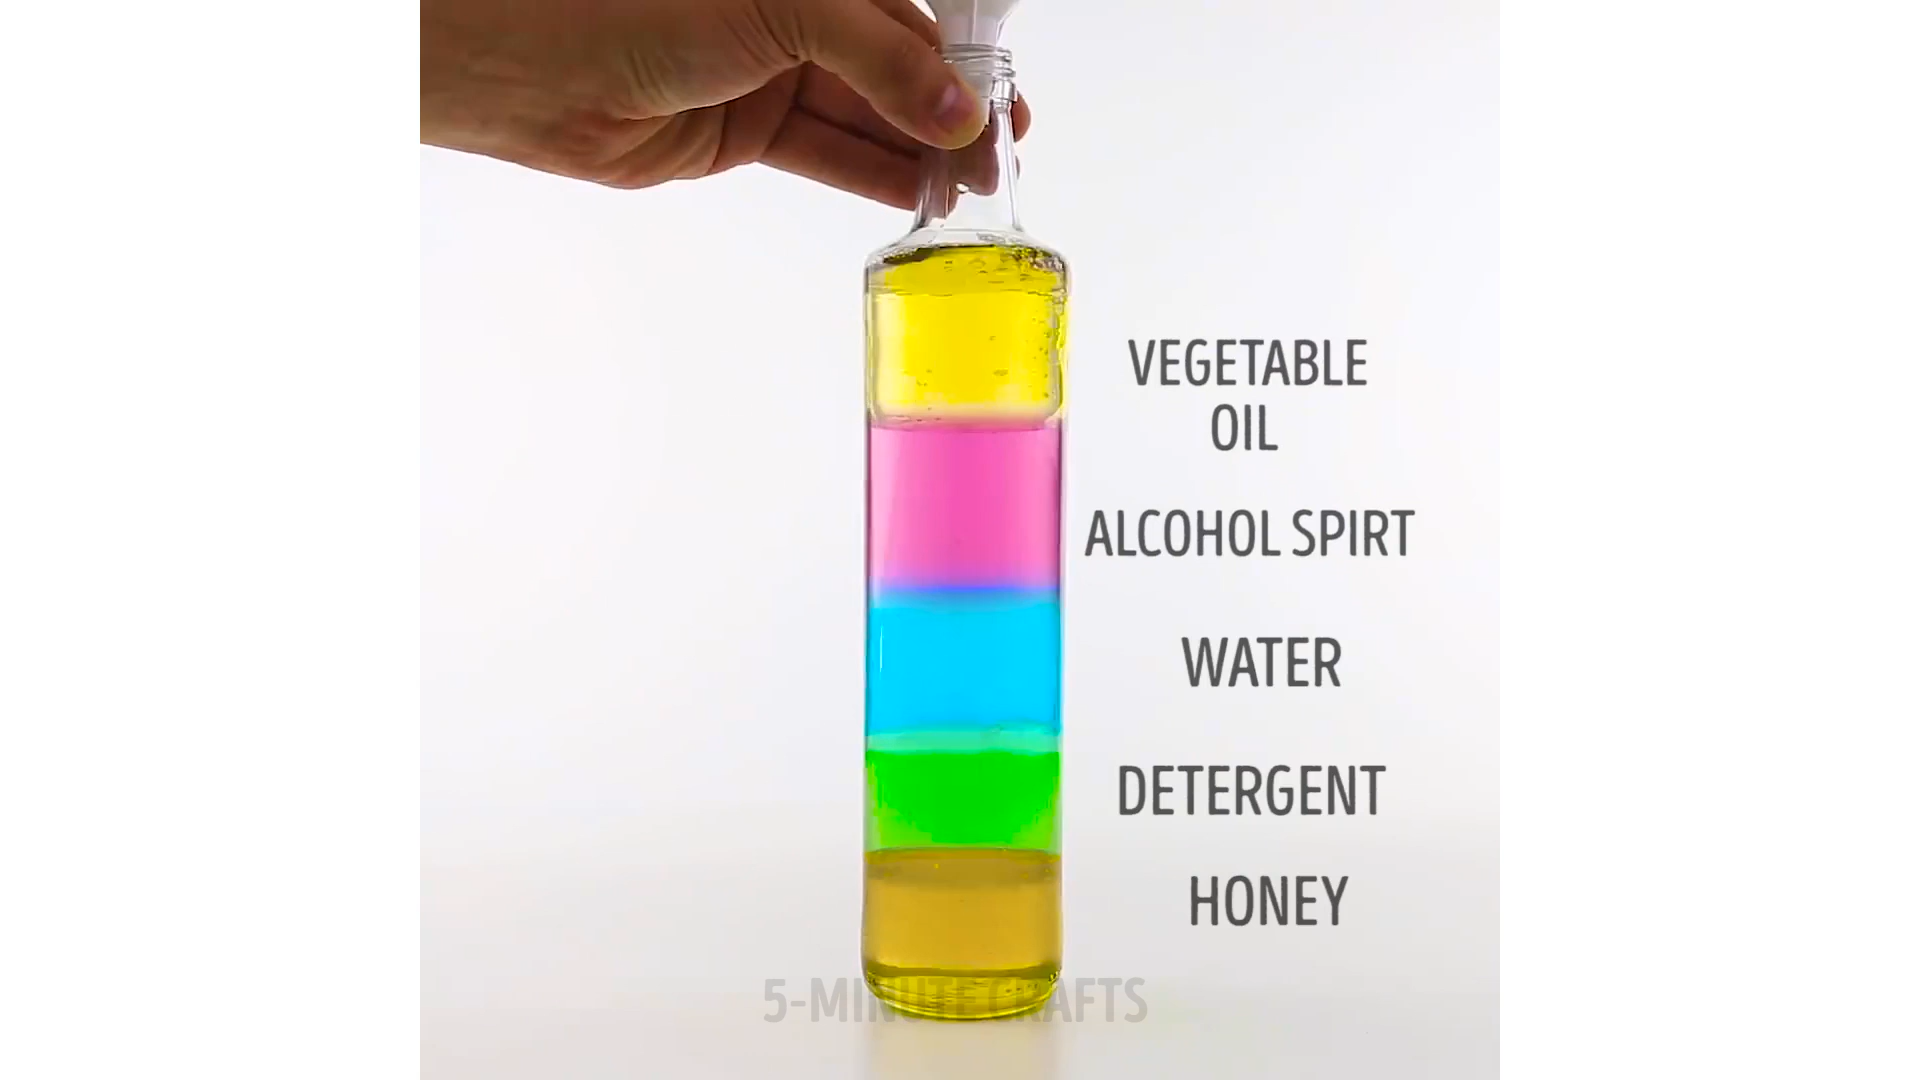 VEGETABLE
OIL
ALCOHOL SPIRT
WATER
DETERGENT
HONEY
5-MINUTE CRAFTS